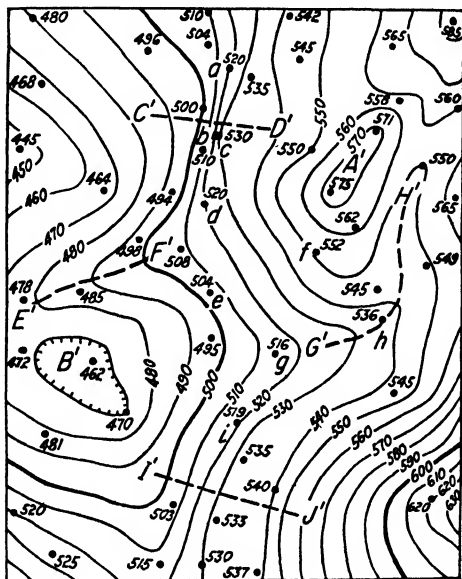 480 510 542 585
496 504 545 565
468 a 520 535 550 558 560
500 560 571
C' D'
445 b c 530 550 570 A' 550
450 510 H'
460 464 494 520 575 565
d
470 562
480 498 F' f 552
490 508 549
478 485 504 545
E' e 536
472 B' 495 516 G' h
462 480 g
490 545
470 500 510 520 530 540
519 550
481 i 560
I' 535 570
580
540 590
600
520 503 J' 610
533 620 620
630
525 515 530 537